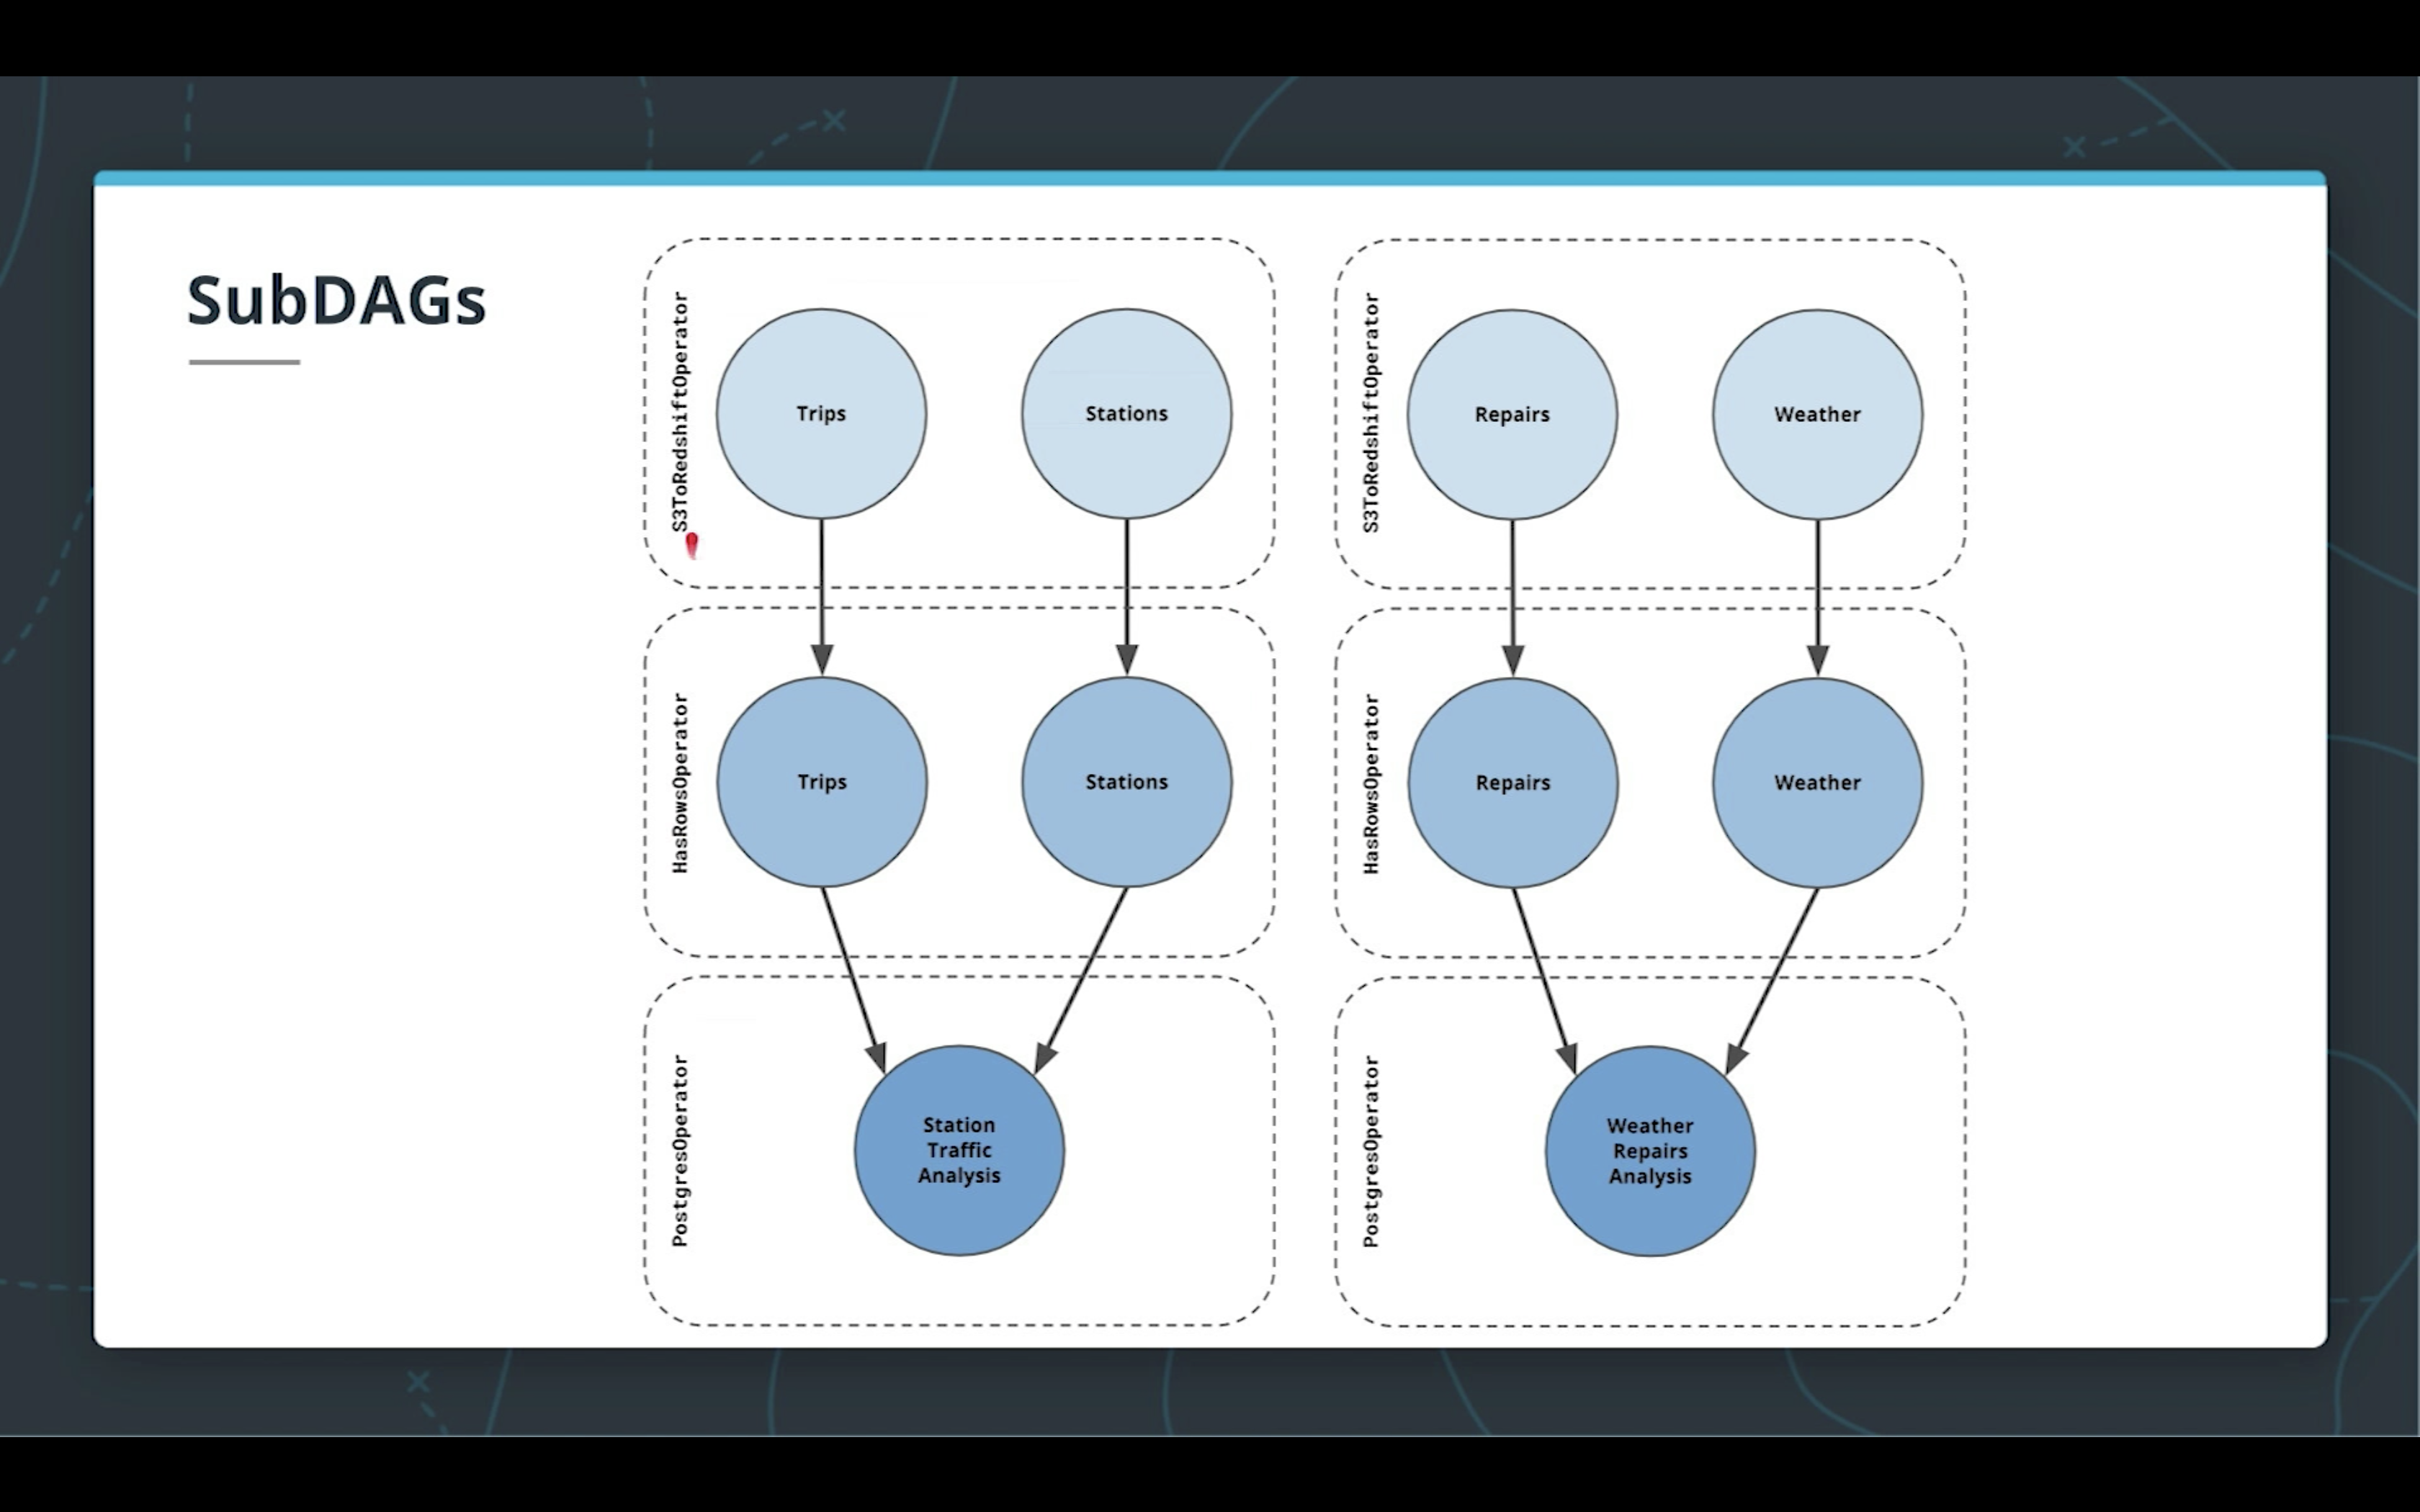 SubDAGs
S3ToRedshiftOperator
Trips
Stations
HasRowsOperator
Trips
Stations
PostgresOperator
Station
Traffic
Analysis
S3ToRedshiftOperator
Repairs
Weather
HasRowsOperator
Repairs
Weather
PostgresOperator
Weather
Repairs
Analysis